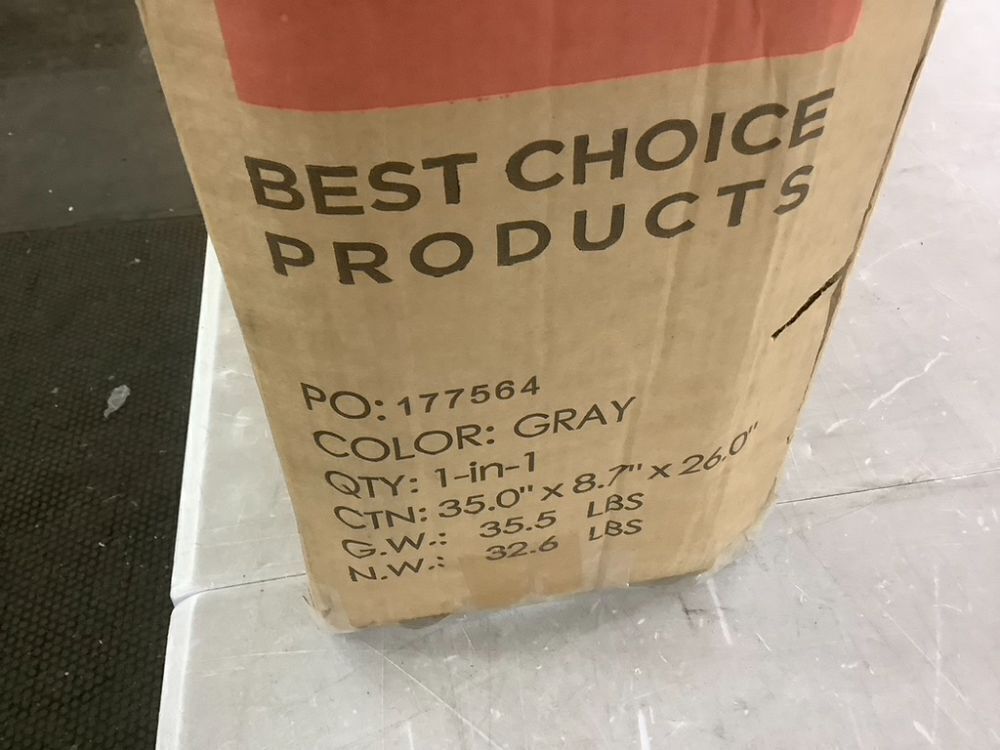 BEST CHOICE
PRODUCTS
PO: 177564
COLOR: GRAY
QTY: 1-in-1
CTN: 35.0" x 8.7" x 26.0"
G.W.: 35.5 LBS
N.W.: 32.6 LBS